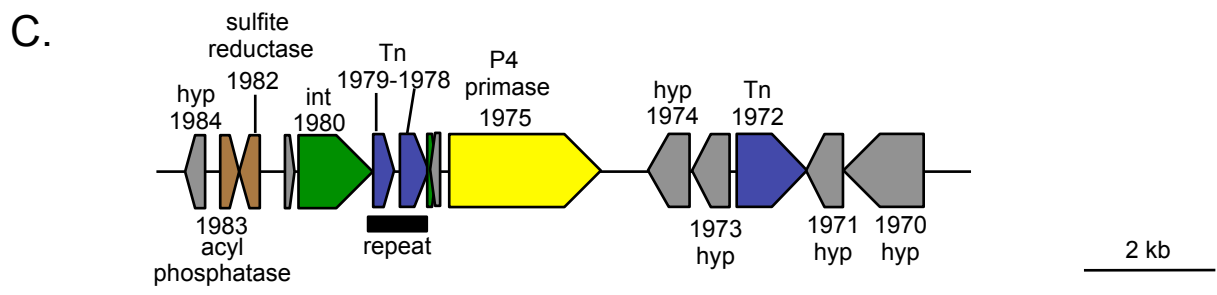 C.
sulfite
reductase
1982
hyp
1984
1983
acyl
phosphatase
int
1980
Tn
1979-1978
repeat
P4
primase
1975
hyp
1974
1973
hyp
Tn
1972
1971
hyp
1970
hyp
2 kb